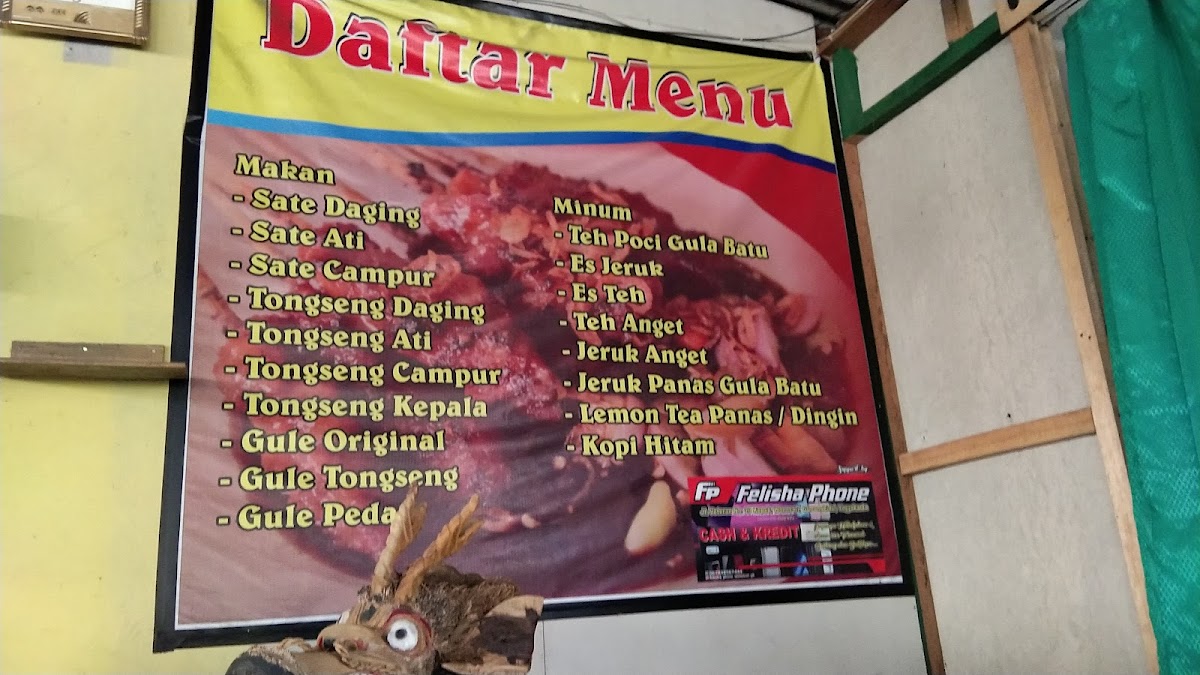 Daftar Menu
Makan
- Sate Daging
- Sate Ati
- Sate Campur
- Tongseng Daging
- Tongseng Ati
- Tongseng Campur
- Tongseng Kepala
- Gule Original
- Gule Tongseng
- Gule Peda
Minum
- Teh Poci Gula Batu
- Es Jeruk
- Es Teh
- Teh Anget
- Jeruk Anget
- Jeruk Panas Gula Batu
- Lemon Tea Panas / Dingin
- Kopi Hitam
FP Felisha Phone
CASH & KREDIT